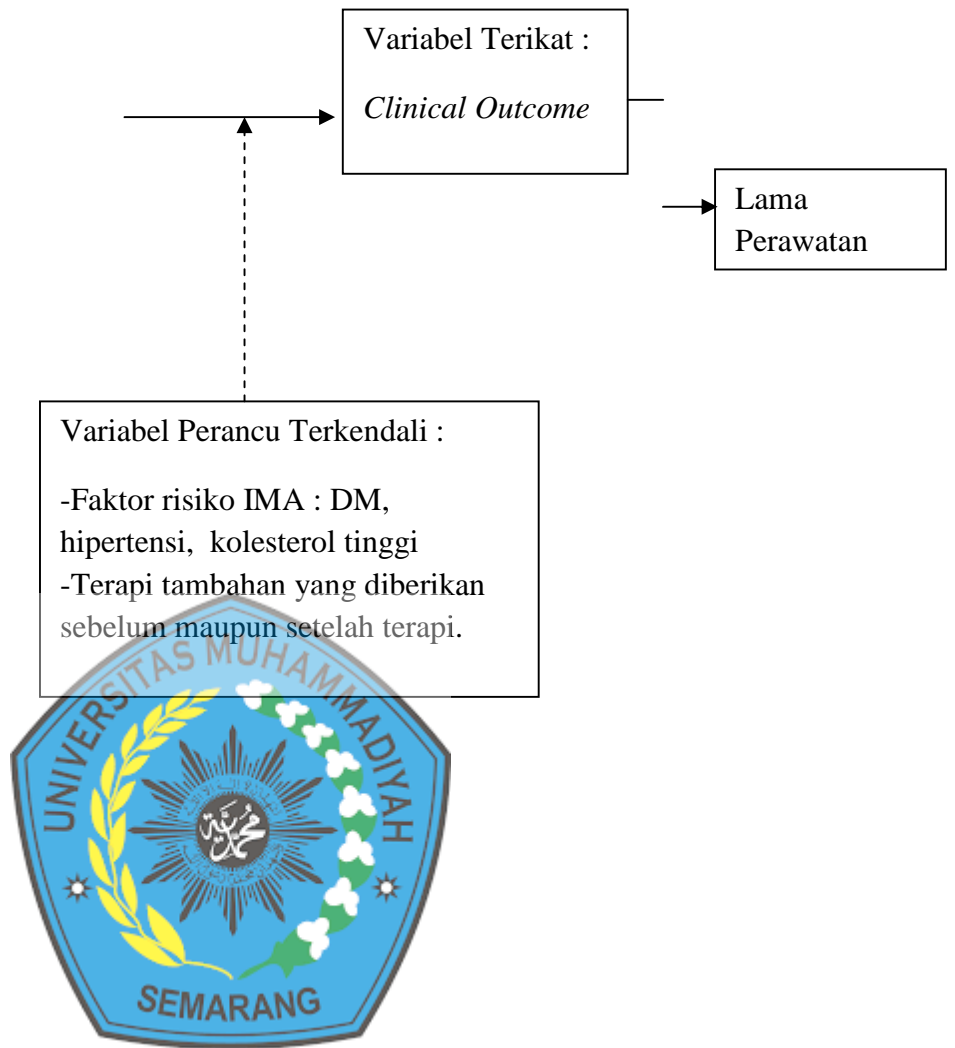 Variabel Terikat :
Clinical Outcome
Lama
Perawatan
Variabel Perancu Terkendali :
-Faktor risiko IMA : DM,
hipertensi, kolesterol tinggi
-Terapi tambahan yang diberikan
sebelum maupun setelah terapi.
UNIVERSITAS MUHAMMADIYAH
SEMARANG